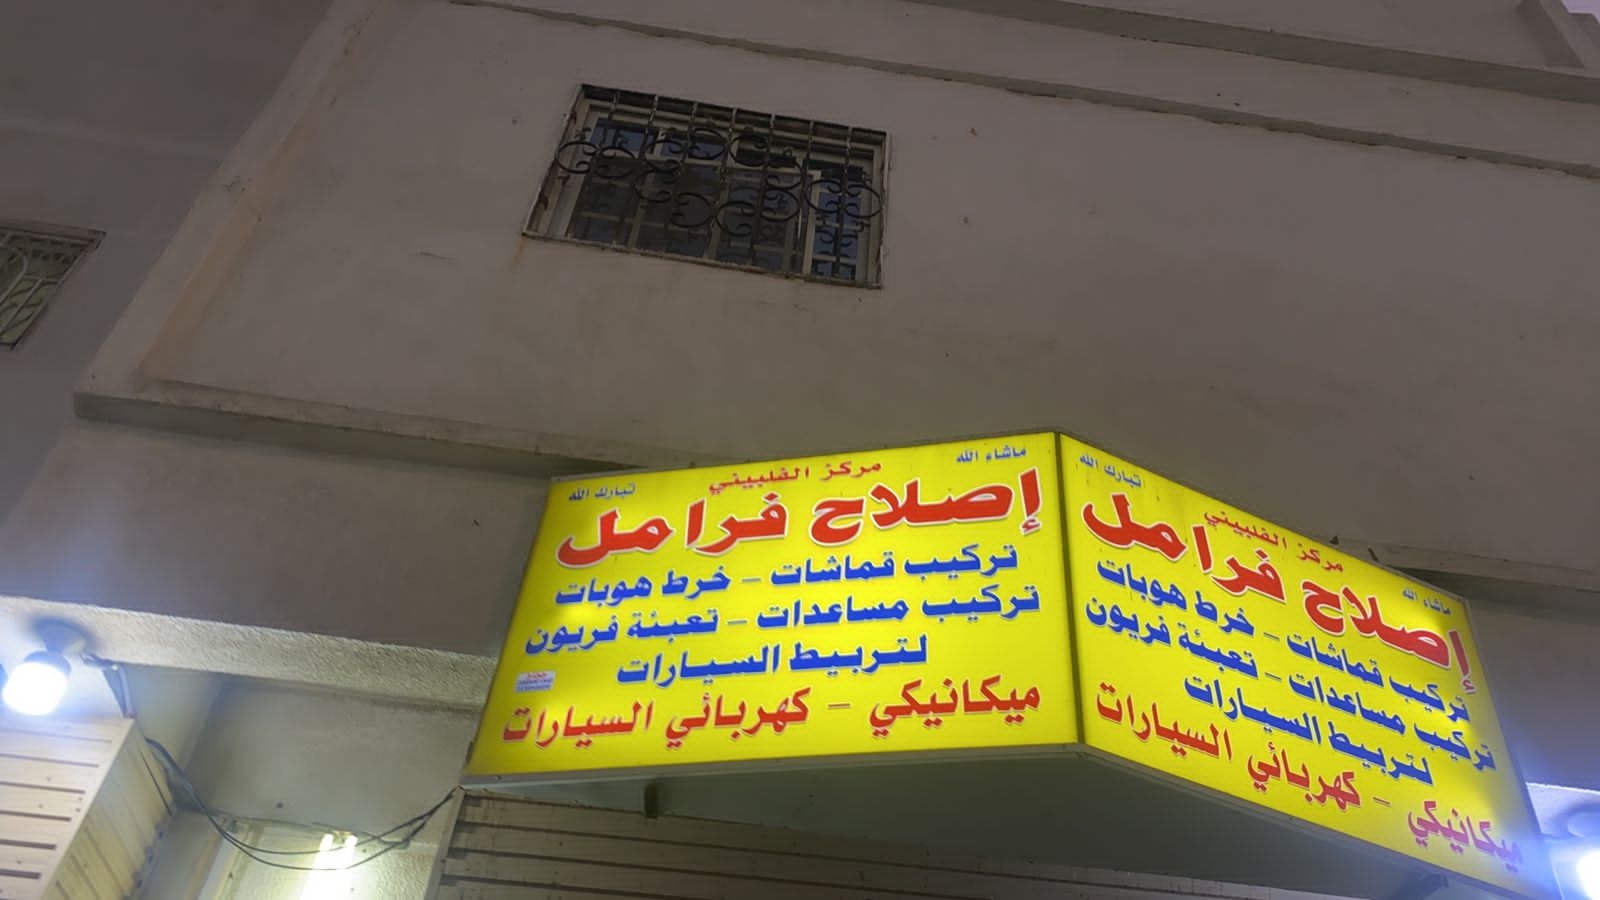 ماشاء الله تبارك الله
مركز الفلبيني
إصلاح فرامل
تركيب قماشات - خرط هوبات
تركيب مساعدات - تعبئة فريون
لتربيط السيارات
ميكانيكي - كهربائي السيارات
ماشاء الله تبارك الله
مركز الفلبيني
إصلاح فرامل
تركيب قماشات - خرط هوبات
تركيب مساعدات - تعبئة فريون
لتربيط السيارات
ميكانيكي - كهربائي السيارات